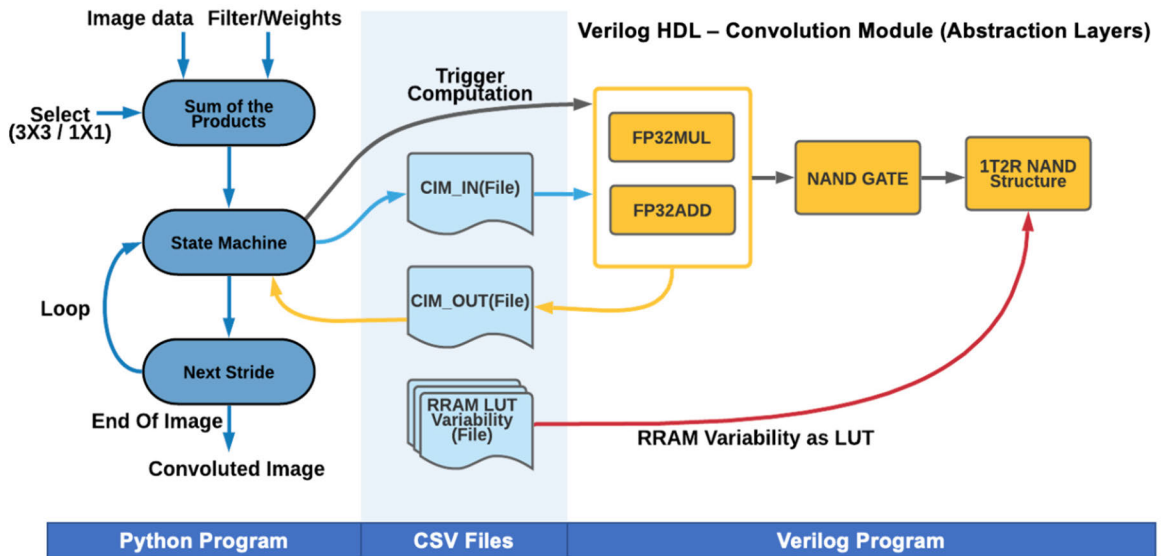 Image data
Filter/Weights
Verilog HDL – Convolution Module (Abstraction Layers)
Select
(3X3 / 1X1)
Sum of the
Products
Trigger
Computation
FP32MUL
FP32ADD
NAND GATE
1T2R NAND
Structure
CIM_IN(File)
State Machine
CIM_OUT(File)
Loop
Next Stride
End Of Image
Convoluted Image
RRAM LUT
Variability
(File)
RRAM Variability as LUT
Python Program
CSV Files
Verilog Program